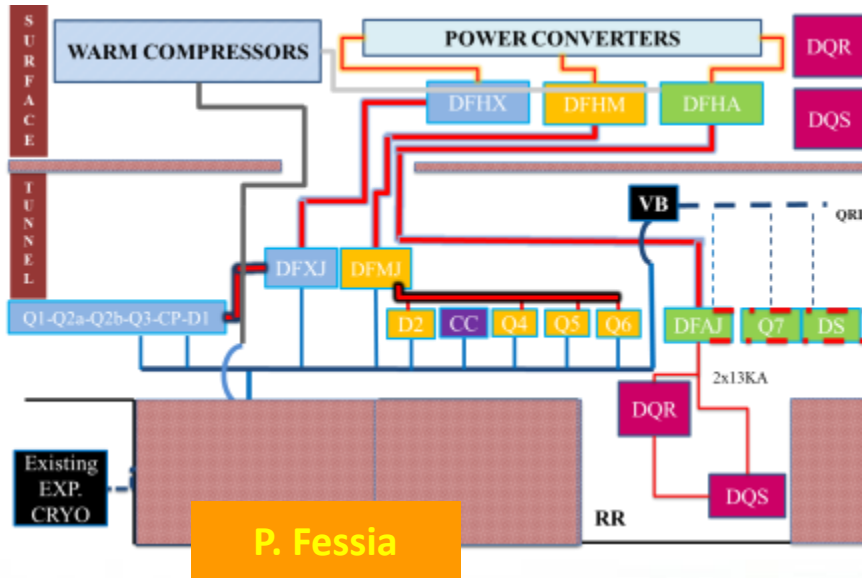 SURFACE
WARM COMPRESSORS
POWER CONVERTERS
DQR
DFHX
DFHM
DFHA
DQS
TUNNEL
VB
DFXJ
DFMJ
Q1-Q2a-Q2b-Q3-CP-D1
D2
CC
Q4
Q5
Q6
DFAJ
Q7
DS
2x13KA
DQR
Existing
EXP.
CRYO
DQS
RR
P. Fessia